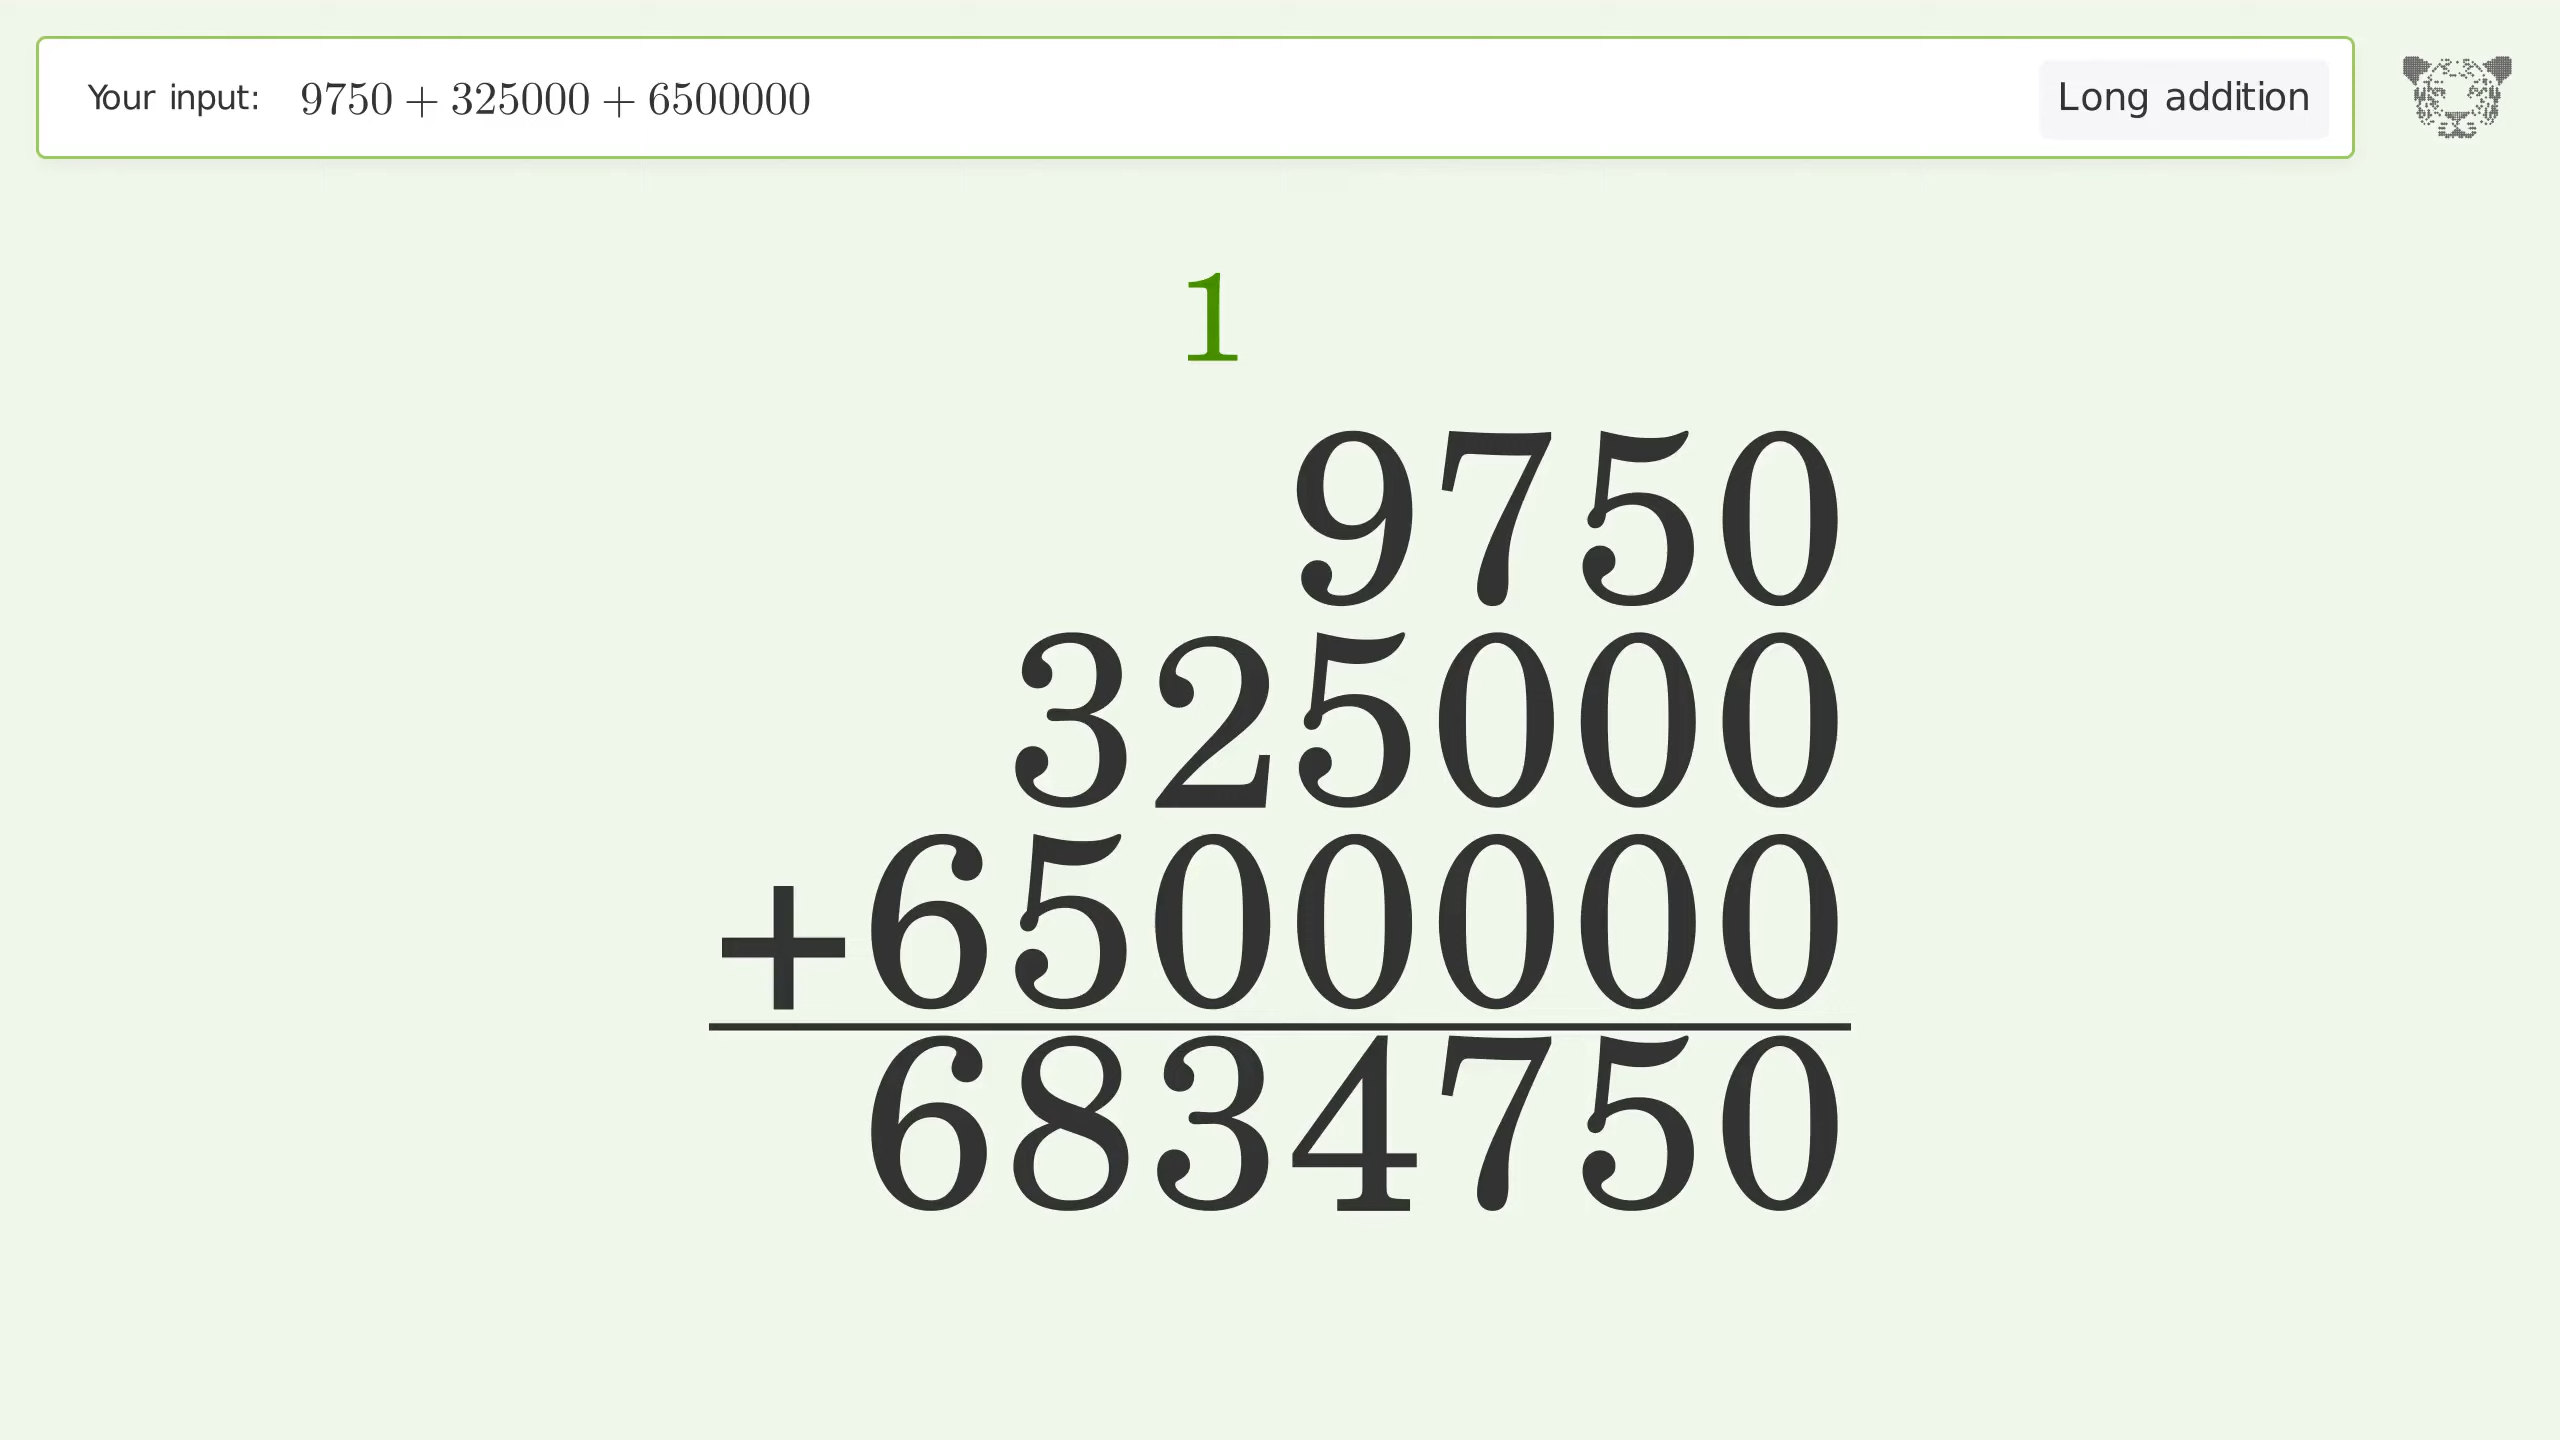 Your input: 9750 + 325000 + 6500000
Long addition
1
9750
325000
+6500000
6834750